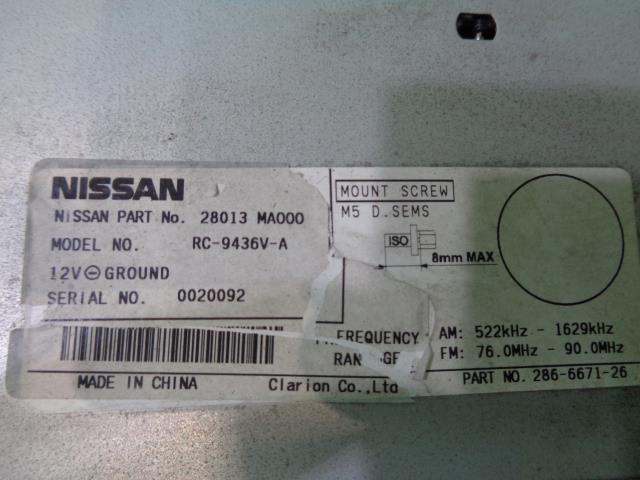 NISSAN
NISSAN PART No. 28013 MA000
MODEL NO. RC-9436V-A
12V ⊖ GROUND
SERIAL NO. 0020092
MOUNT SCREW
M5 D.SEMS
ISO
8mm MAX
FREQUENCY RANGE
AM: 522kHz - 1629kHz
FM: 76.0MHz - 90.0MHz
MADE IN CHINA
Clarion Co.,Ltd
PART NO. 286-6671-26